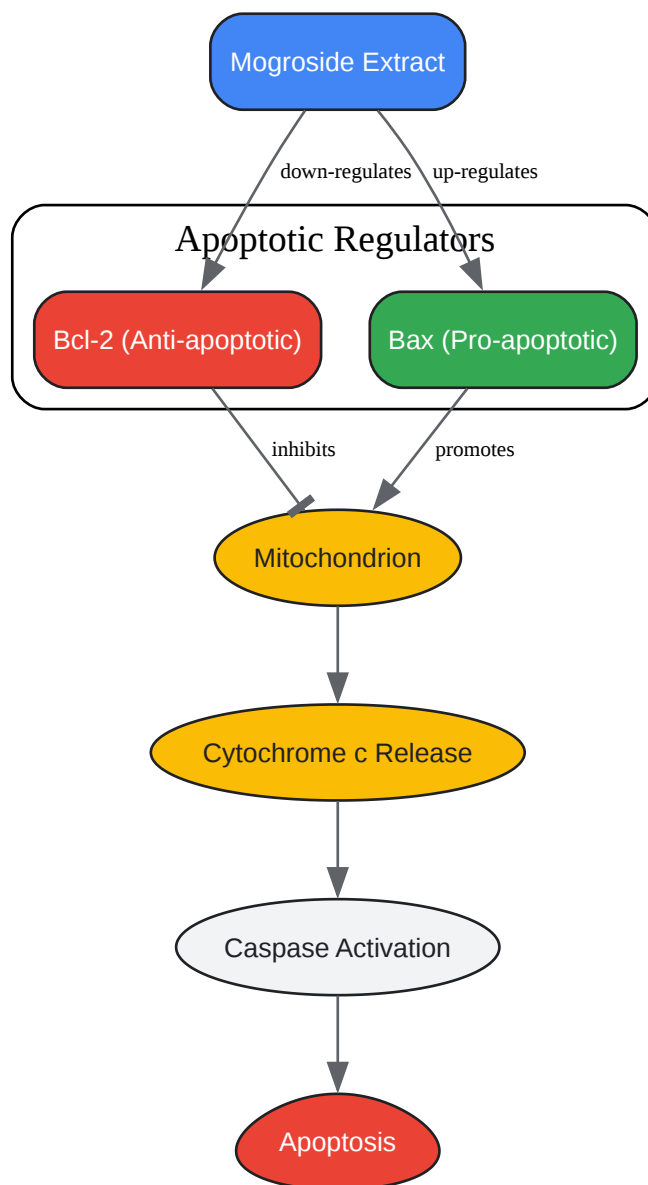 Mogroside Extract
down-regulates
up-regulates
Apoptotic Regulators
Bcl-2 (Anti-apoptotic)
Bax (Pro-apoptotic)
inhibits
promotes
Mitochondrion
Cytochrome c Release
Caspase Activation
Apoptosis